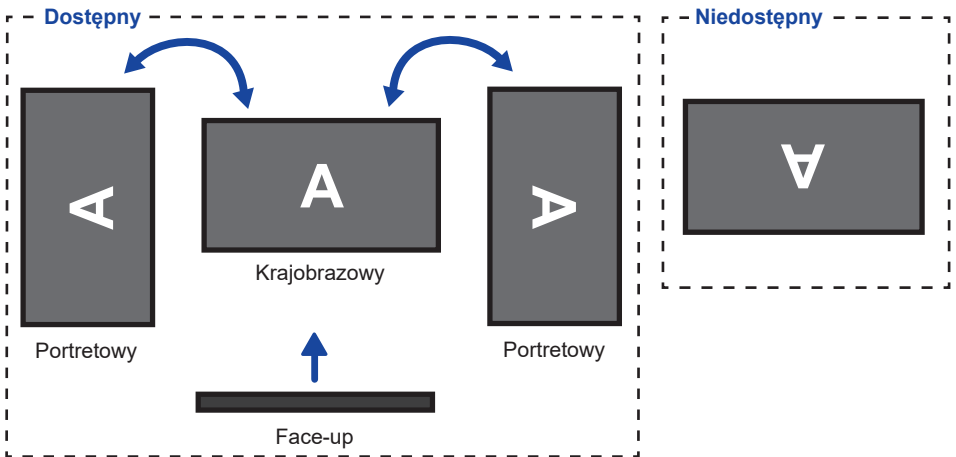 Dostępny
Niedostępny
A
A
A
A
Krajobrazowy
Portretowy
Portretowy
Face-up